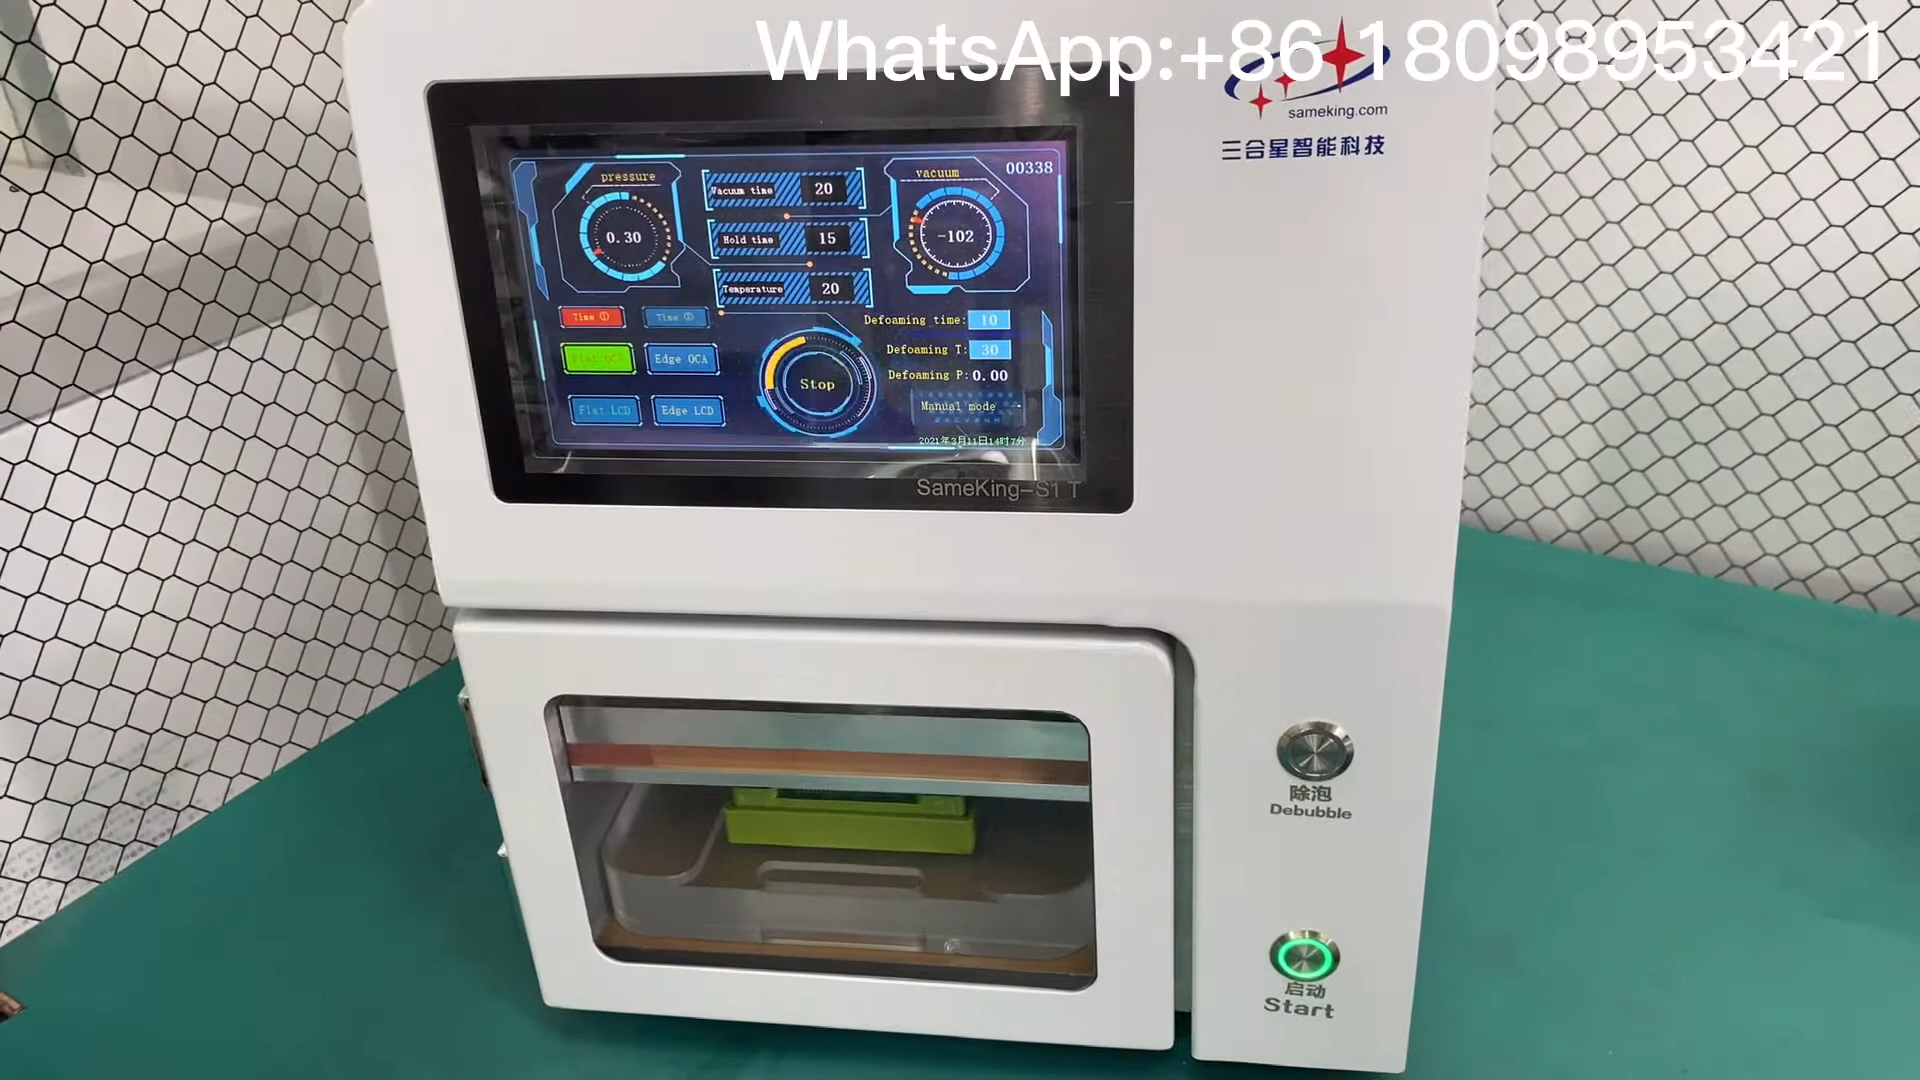 WhatsApp:+86 18098953421
sameking.com
三合星智能科技
pressure
0.30
Vacuum time 20
Hold time 15
Temperature 20
vacuum
-102
00338
Time ①
Time ②
Flat OCA
Edge OCA
Flat LCD
Edge LCD
Stop
Defoaming time: 10
Defoaming T: 30
Defoaming P: 0.00
Manual mode
2021年3月11日14时7分
SameKing-S1 T
除泡
Debubble
启动
Start